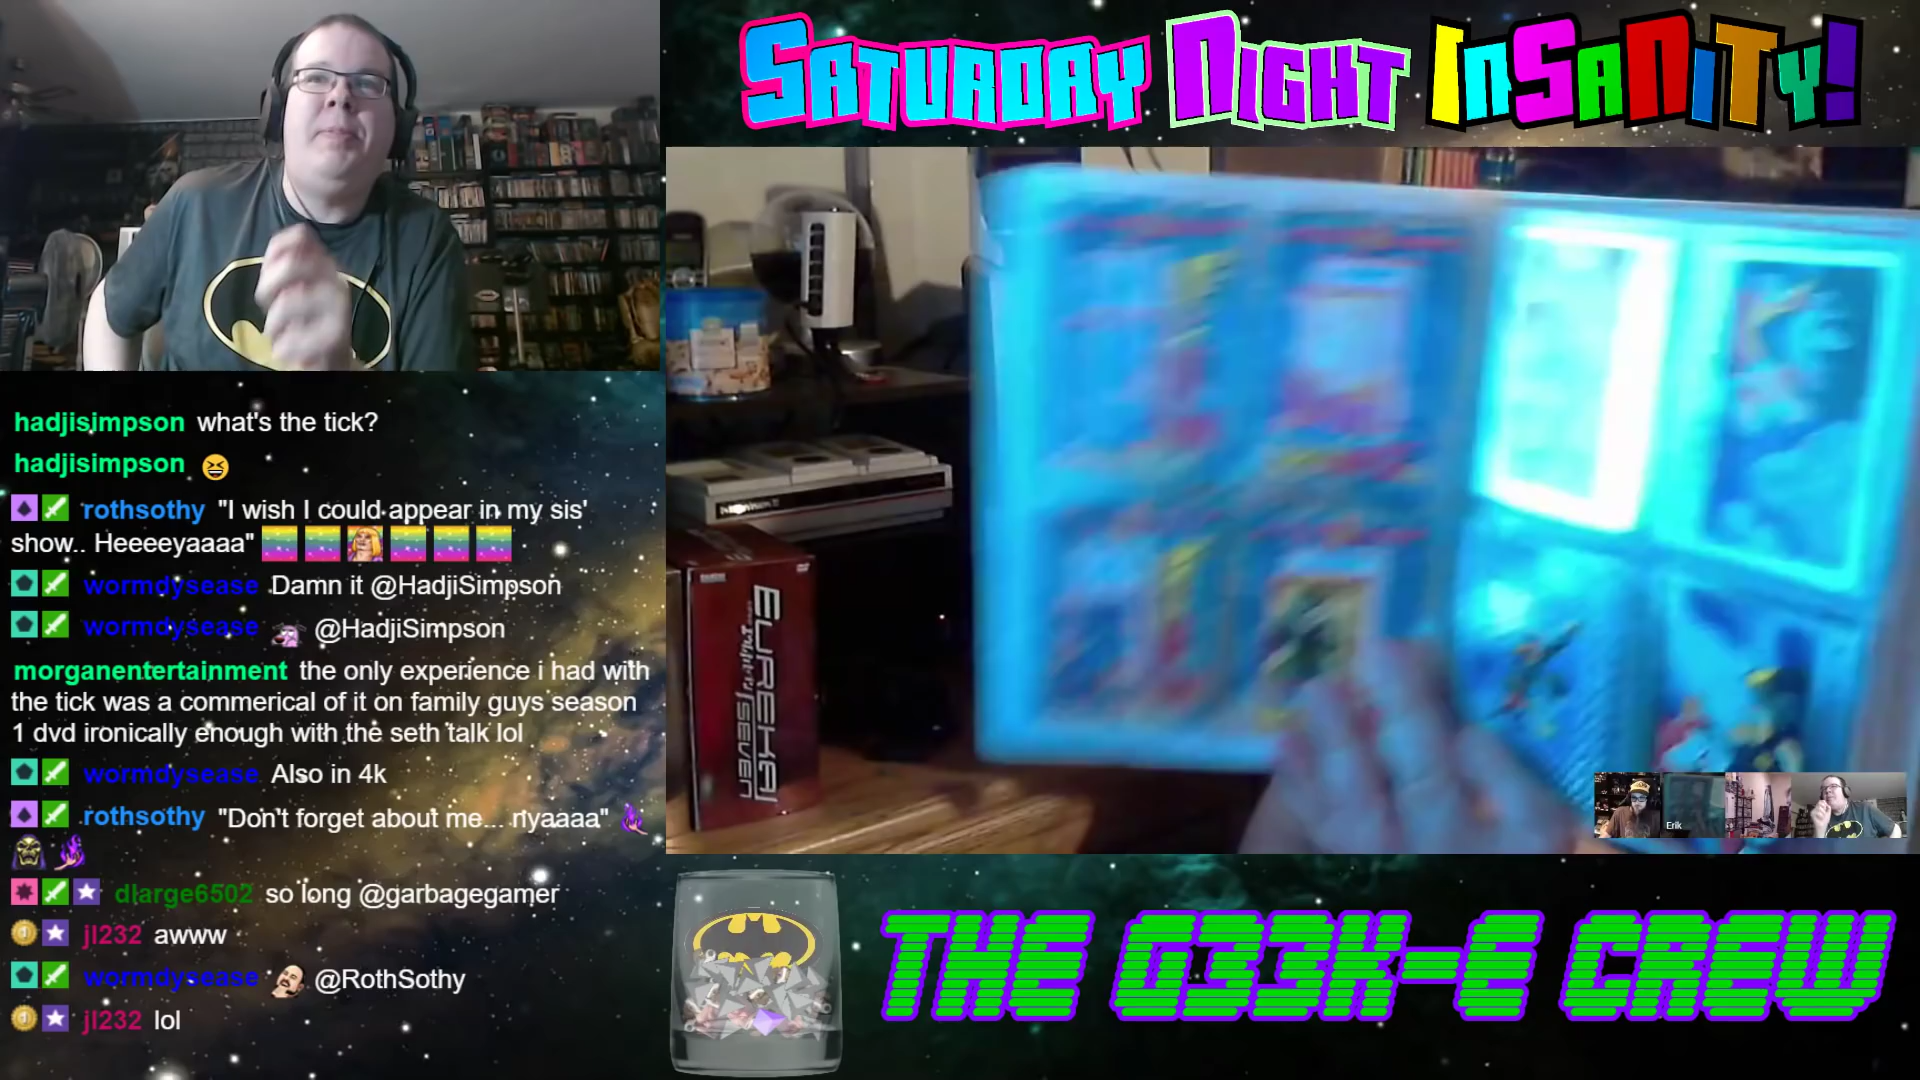 SATURDAY NIGHT INSANITY!
hadjisimpson what's the tick?
hadjisimpson
rothsothy "I wish I could appear in my sis'
show.. Heeeeyaaaa"
wormdysease Damn it @HadjiSimpson
wormdysease @HadjiSimpson
morganentertainment the only experience i had with
the tick was a commerical of it on family guys season
1 dvd ironically enough with the seth talk lol
wormdysease Also in 4k
rothsothy "Don't forget about me... nyaaaa"
dlarge6502 so long @garbagegamer
jl232 awww
wormdysease @RothSothy
jl232 lol
EUREKA
SEVEN
Erik
THE G33K-E CREW